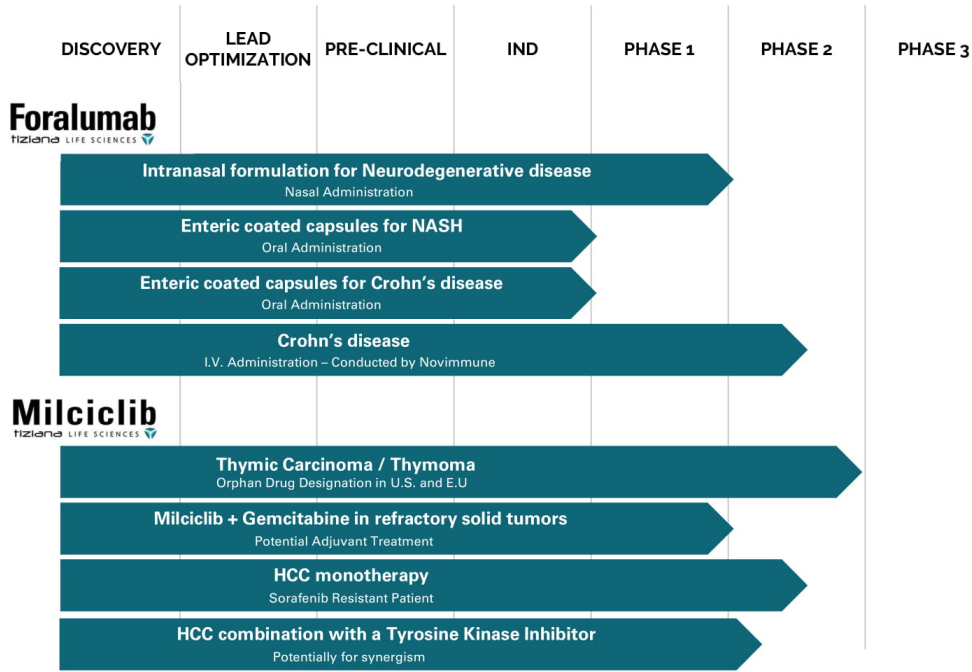 DISCOVERY
LEAD
OPTIMIZATION
PRE-CLINICAL
IND
PHASE 1
PHASE 2
PHASE 3
Foralumab
tiziana LIFE SCIENCES
Intranasal formulation for Neurodegenerative disease
Nasal Administration
Enteric coated capsules for NASH
Oral Administration
Enteric coated capsules for Crohn's disease
Oral Administration
Crohn's disease
I.V. Administration – Conducted by Novimmune
Milciclib
tiziana LIFE SCIENCES
Thymic Carcinoma / Thymoma
Orphan Drug Designation in U.S. and E.U
Milciclib + Gemcitabine in refractory solid tumors
Potential Adjuvant Treatment
HCC monotherapy
Sorafenib Resistant Patient
HCC combination with a Tyrosine Kinase Inhibitor
Potentially for synergism